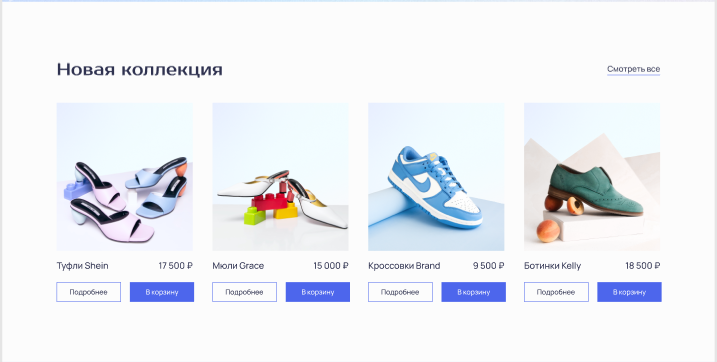 Новая коллекция
Смотреть все
Туфли Shein 17 500 ₽
Мюли Grace 15 000 ₽
Кроссовки Brand 9 500 ₽
Ботинки Kelly 18 500 ₽
Подробнее В корзину
Подробнее В корзину
Подробнее В корзину
Подробнее В корзину